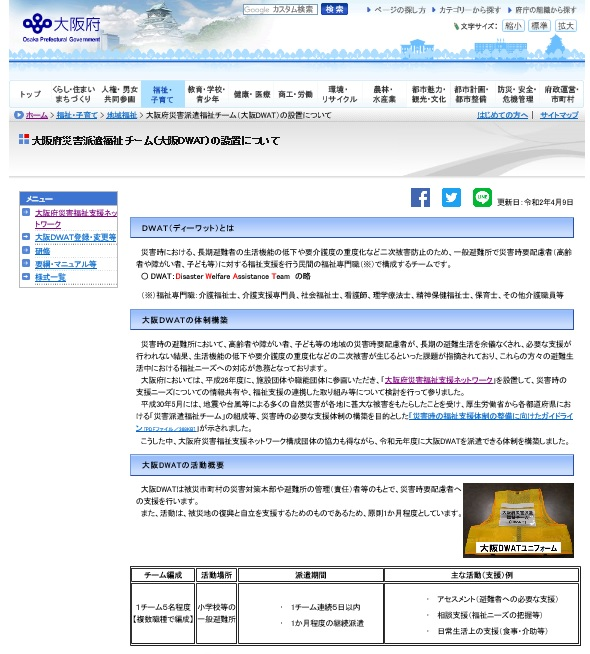 大阪府
Osaka Prefectural Government
Google カスタム検索 検索
ページの探し方 カテゴリーから探す 府庁の組織から探す
文字サイズ: 縮小 標準 拡大
トップ
くらし・住まい・まちづくり
人権・男女共同参画
福祉・子育て
教育・学校・青少年
健康・医療
商工・労働
環境・リサイクル
農林・水産業
都市魅力・観光・文化
都市計画・都市整備
防災・安全・危機管理
府政運営・市町村
ホーム > 福祉・子育て > 地域福祉 > 大阪府災害派遣福祉チーム(大阪DWAT)の設置について
はじめての方へ | サイトマップ
大阪府災害派遣福祉チーム(大阪DWAT)の設置について
更新日:令和2年4月9日
メニュー
大阪府災害福祉支援ネットワーク
大阪DWAT登録・変更等
研修
要綱・マニュアル等
様式一覧
DWAT(ディーワット)とは
災害時における、長期避難者の生活機能の低下や要介護度の重度化など二次被害防止のため、一般避難所で災害時要配慮者(高齢
者や障がい者、子ども等)に対する福祉支援を行う民間の福祉専門職(※)で構成するチームです。
○ DWAT:Disaster Welfare Assistance Team の略
(※)福祉専門職:介護福祉士、介護支援専門員、社会福祉士、看護師、理学療法士、精神保健福祉士、保育士、その他介護職員等
大阪DWATの体制構築
災害時の避難所において、高齢者や障がい者、子ども等の地域の災害時要配慮者が、長期の避難生活を余儀なくされ、必要な支援が
行われない結果、生活機能の低下や要介護度の重度化などの二次被害が生じるといった課題が指摘されており、これらの方々の避難生
活中における福祉ニーズへの対応が急務となっております。
大阪府においては、平成26年度に、施設団体や職能団体に参画いただき、「大阪府災害福祉支援ネットワーク」を設置して、災害時の
支援ニーズについての情報共有や、福祉支援の連携した取り組み等について検討を行って参りました。
平成30年5月には、地震や台風等による多くの自然災害が各地に甚大な被害をもたらしたことを受け、厚生労働省から各都道府県にお
ける「災害派遣福祉チーム」の組成等、災害時の必要な支援体制の構築を目的とした「災害時の福祉支援体制の整備に向けたガイドライ
ン」が示されました。
こうした中、大阪府災害福祉支援ネットワーク構成団体の協力も得ながら、令和元年度に大阪DWATを派遣できる体制を構築しました。
大阪DWATの活動概要
大阪DWATは被災市町村の災害対策本部や避難所の管理(責任)者等のもとで、災害時要配慮者へ
の支援を行います。
また、活動は、被災地の復興と自立を支援するためのものであるため、原則1か月程度としています。
大阪DWATユニフォーム
チーム編成 活動場所 派遣期間 主な活動(支援)例
1チーム5名程度
【複数職種で編成】
小学校等の
一般避難所
・ 1チーム連続5日以内
・ 1か月程度の継続派遣
・ アセスメント(避難者への必要な支援)
・ 相談支援(福祉ニーズの把握等)
・ 日常生活上の支援(食事・介助等)